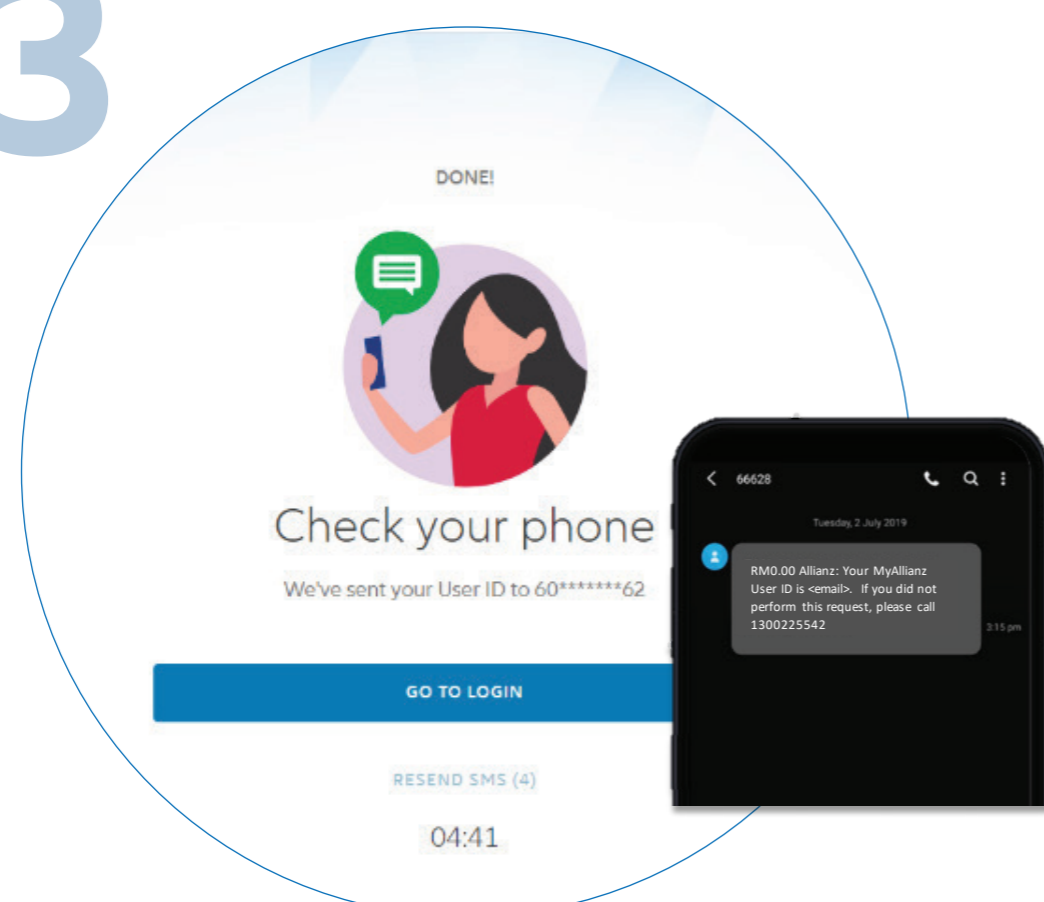 3
DONE!
Check your phone
We've sent your User ID to 60*******62
GO TO LOGIN
RESEND SMS (4)
04:41
66628
Tuesday, 2 July 2019
RM0.00 Allianz: Your MyAllianz
User ID is <email>. If you did not
perform this request, please call
1300225542
3:15 pm